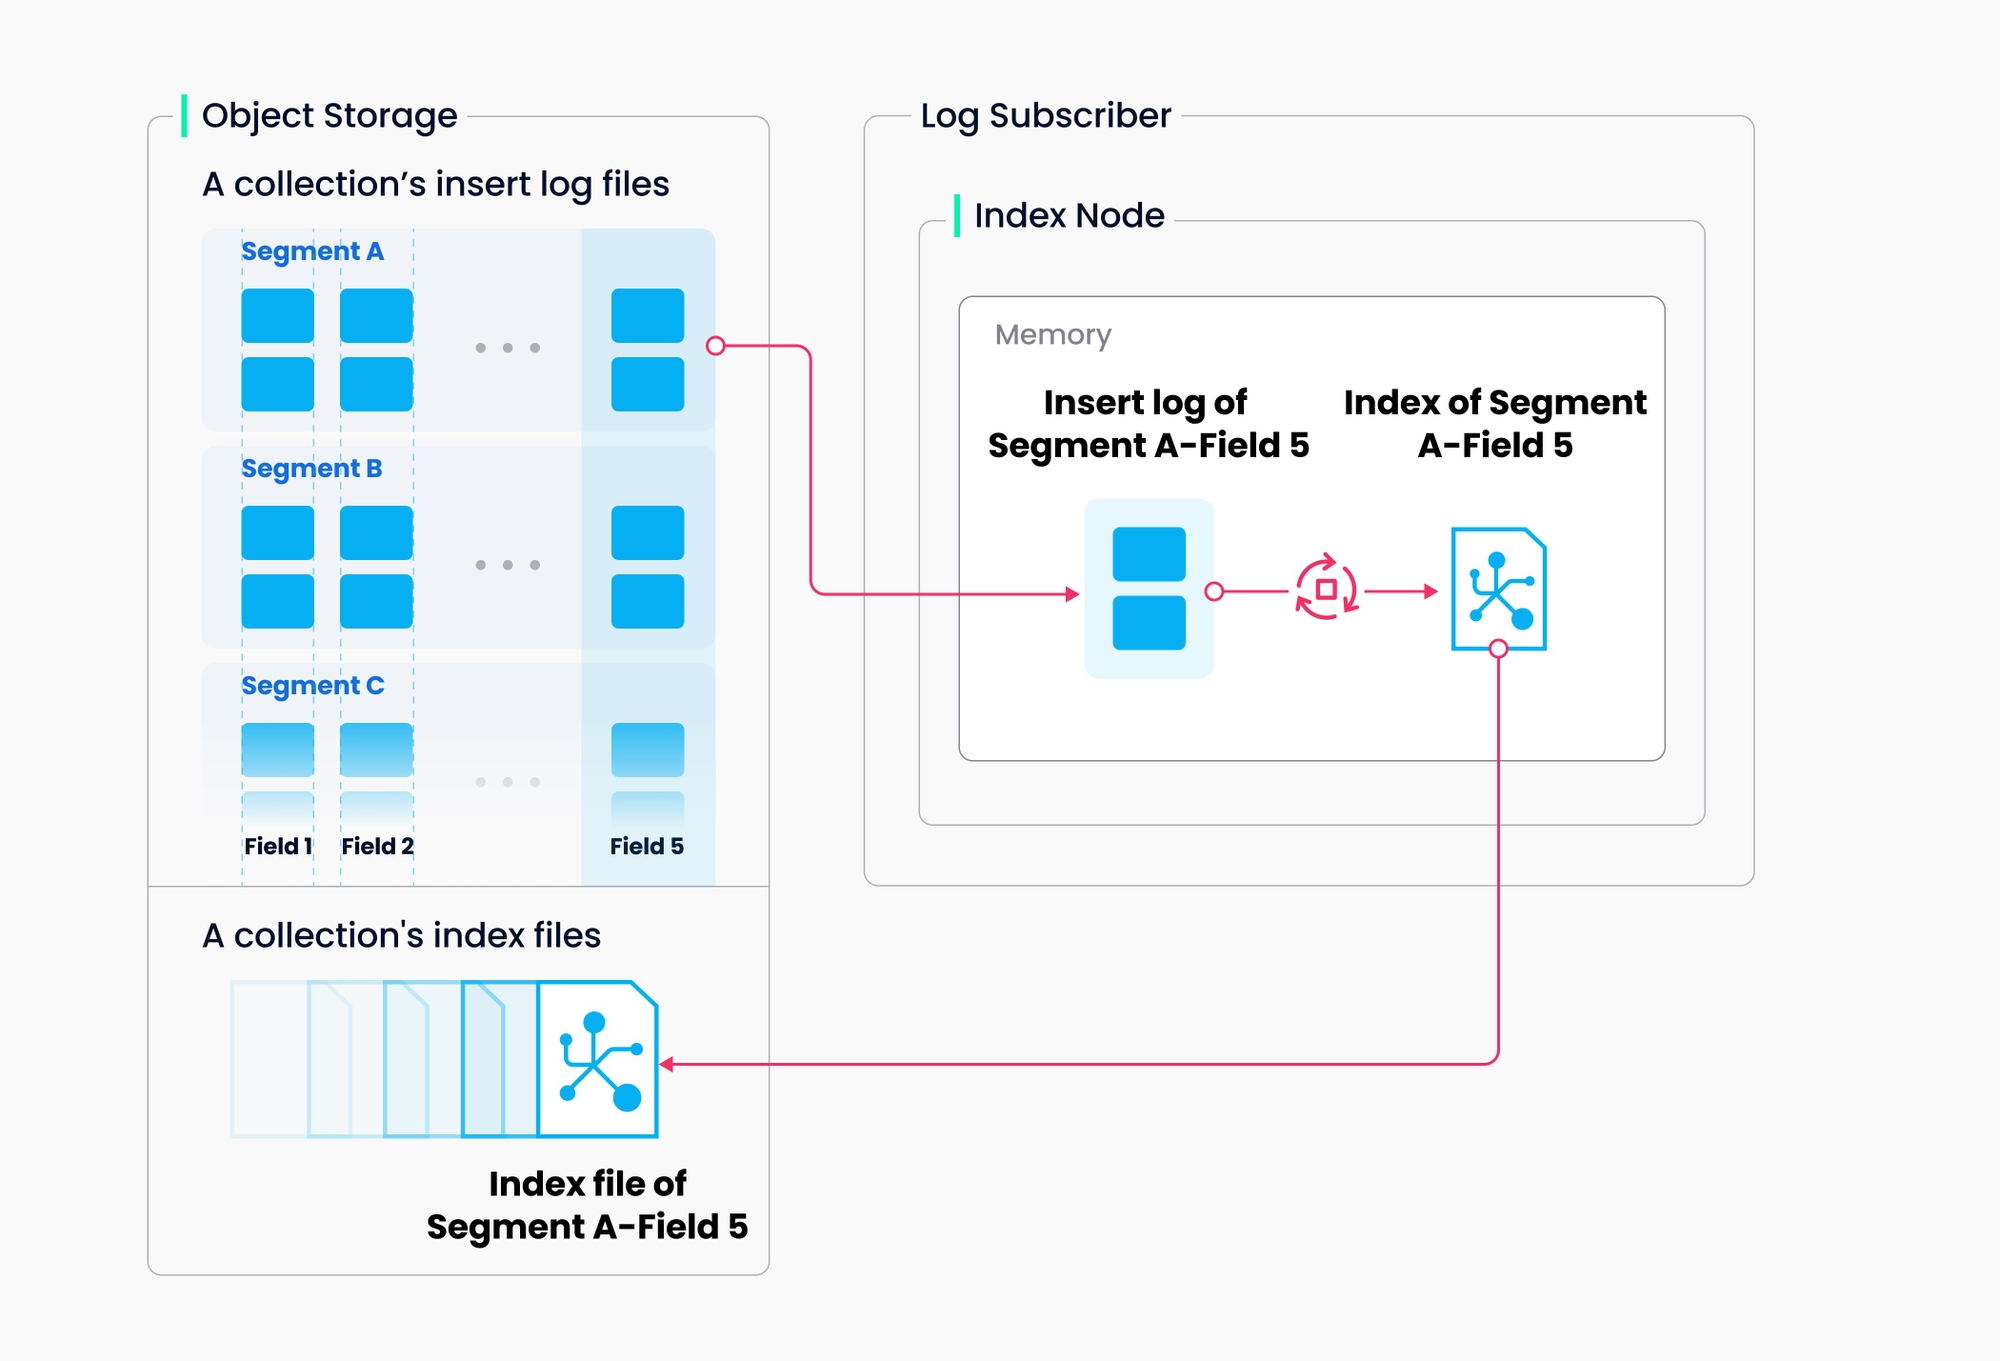 Object Storage
A collection’s insert log files
Segment A
Segment B
Segment C
Field 1
Field 2
Field 5
A collection's index files
Index file of
Segment A-Field 5
Log Subscriber
Index Node
Memory
Insert log of
Segment A-Field 5
Index of Segment
A-Field 5